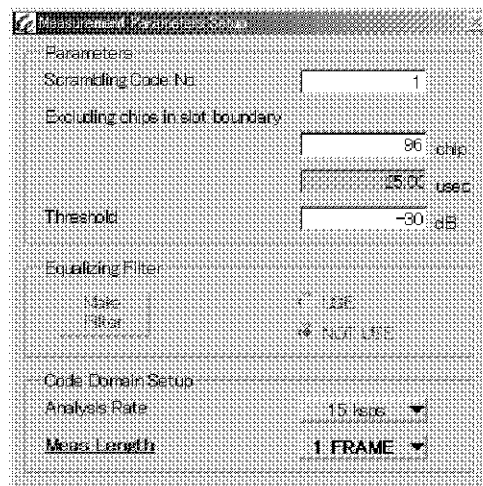 Measurement Parameters Setup
Parameters
Scrambling Code No. 1
Excluding chips in slot boundary
96 chip
25.00 usec
Threshold -30 dB
Equalizing Filter
Make USE
Filter NOT USE
Code Domain Setup
Analysis Rate 15 ksps
Meas Length 1 FRAME